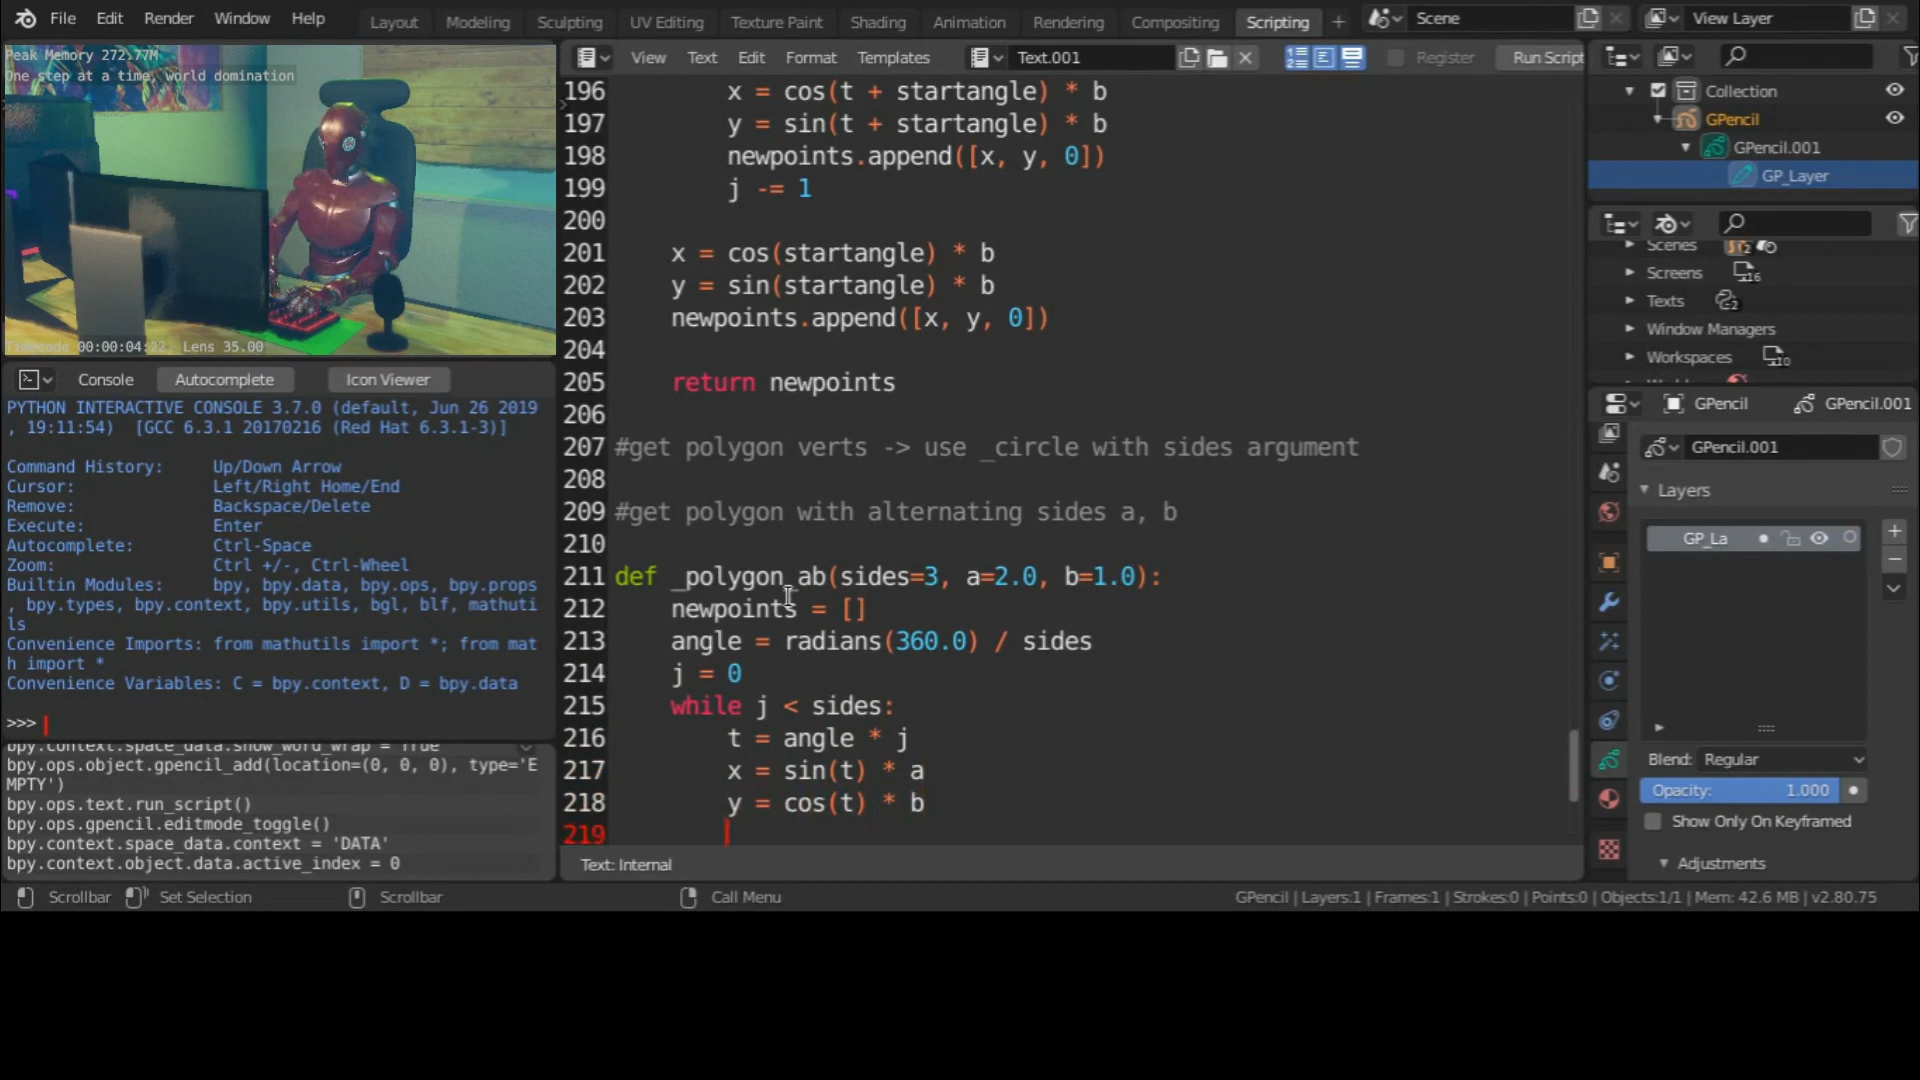 File Edit Render Window Help Layout Modeling Sculpting UV Editing Texture Paint Shading Animation Rendering Compositing Scripting + Scene View Layer
Peak Memory 272.77M
One step at a time, world domination
00:00:04: Lens 35.00
View Text Edit Format Templates Text.001 Register Run Script
196 x = cos(t + startangle) * b
197 y = sin(t + startangle) * b
198 newpoints.append([x, y, 0])
199 j -= 1
200
201 x = cos(startangle) * b
202 y = sin(startangle) * b
203 newpoints.append([x, y, 0])
204
205 return newpoints
206
207 #get polygon verts -> use _circle with sides argument
208
209 #get polygon with alternating sides a, b
210
211 def _polygon_ab(sides=3, a=2.0, b=1.0):
212 newpoints = []
213 angle = radians(360.0) / sides
214 j = 0
215 while j < sides:
216 t = angle * j
217 x = sin(t) * a
218 y = cos(t) * b
219
Text: Internal
Console Autocomplete Icon Viewer
PYTHON INTERACTIVE CONSOLE 3.7.0 (default, Jun 26 2019
, 19:11:54) [GCC 6.3.1 20170216 (Red Hat 6.3.1-3)]
Command History: Up/Down Arrow
Cursor: Left/Right Home/End
Remove: Backspace/Delete
Execute: Enter
Autocomplete: Ctrl-Space
Zoom: Ctrl +/-, Ctrl-Wheel
Builtin Modules: bpy, bpy.data, bpy.ops, bpy.props
, bpy.types, bpy.context, bpy.utils, bgl, blf, mathuti
ls
Convenience Imports: from mathutils import *; from mat
h import *
Convenience Variables: C = bpy.context, D = bpy.data
>>>
bpy.context.space_data.show_word_wrap = True
bpy.ops.object.gpencil_add(location=(0, 0, 0), type='E
MPTY')
bpy.ops.text.run_script()
bpy.ops.gpencil.editmode_toggle()
bpy.context.space_data.context = 'DATA'
bpy.context.object.data.active_index = 0
Collection
GPencil
GPencil.001
GP_Layer
Scenes 2
Screens 16
Texts 2
Window Managers
Workspaces 10
GPencil GPencil.001
GPencil.001
Layers
GP_La
Blend: Regular
Opacity: 1.000
Show Only On Keyframed
Adjustments
Scrollbar Set Selection Scrollbar Call Menu GPencil | Layers:1 | Frames:1 | Strokes:0 | Points:0 | Objects:1/1 | Mem: 42.6 MB | v2.80.75